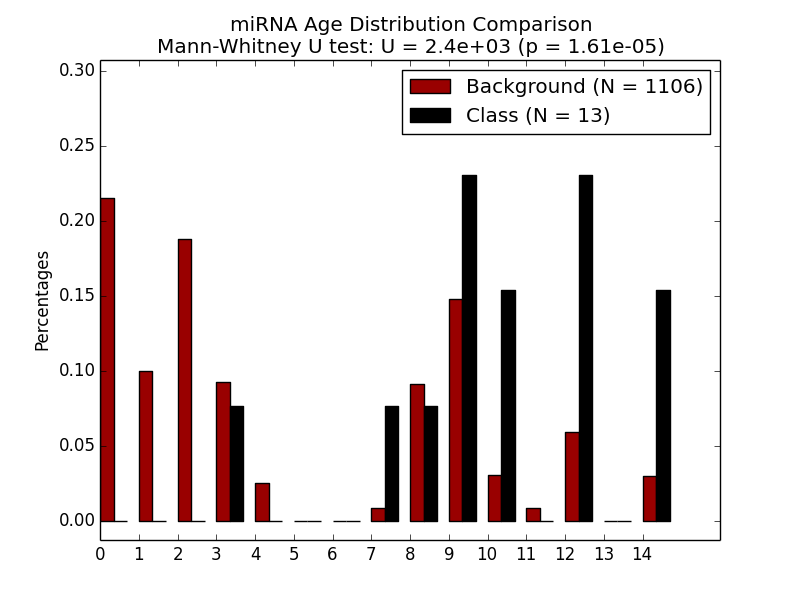 miRNA Age Distribution Comparison
Mann-Whitney U test: U = 2.4e+03 (p = 1.61e-05)
Background (N = 1106)
Class (N = 13)
Percentages
0.30
0.25
0.20
0.15
0.10
0.05
0.00
0 1 2 3 4 5 6 7 8 9 10 11 12 13 14